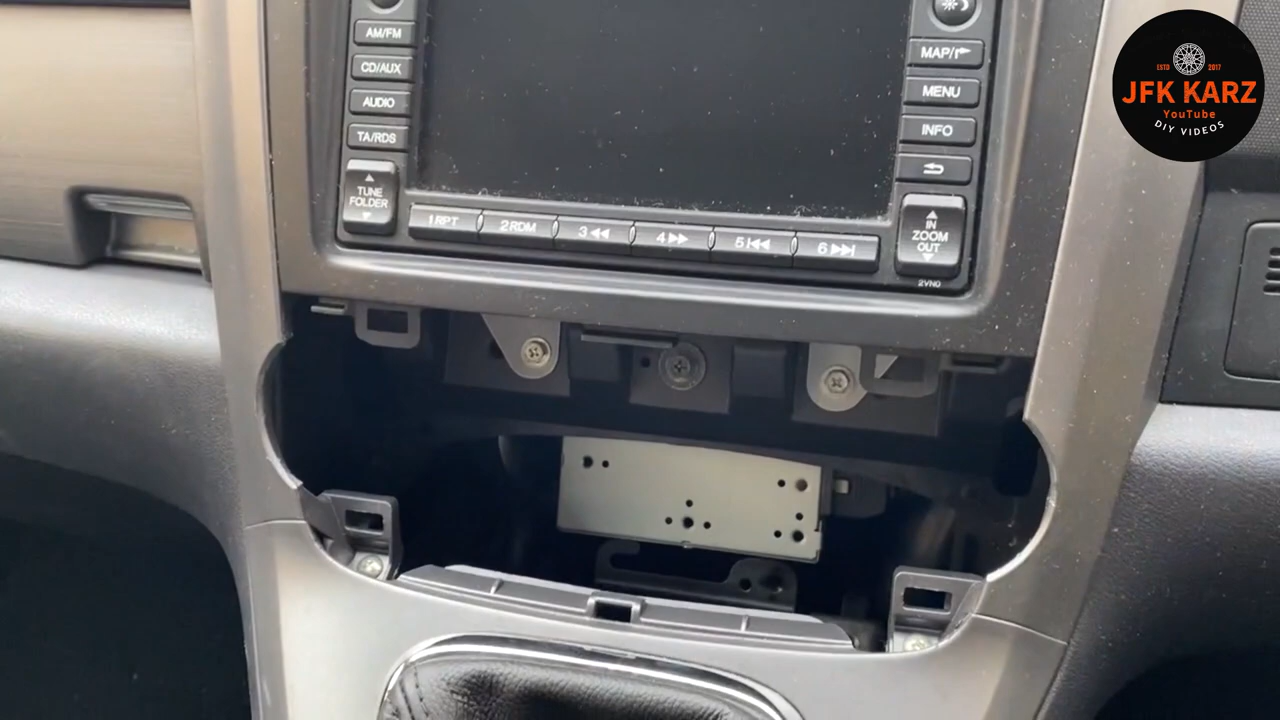 AM/FM
CD/AUX
AUDIO
TA/RDS
TUNE
FOLDER
1 RPT
2 RDM
3 ◀◀
4 ▶▶
5 |◀◀
6 ▶▶|
MAP/
MENU
INFO
IN
ZOOM
OUT
2VN0
ESTD 2017
JFK KARZ
YouTube
DIY VIDEOS